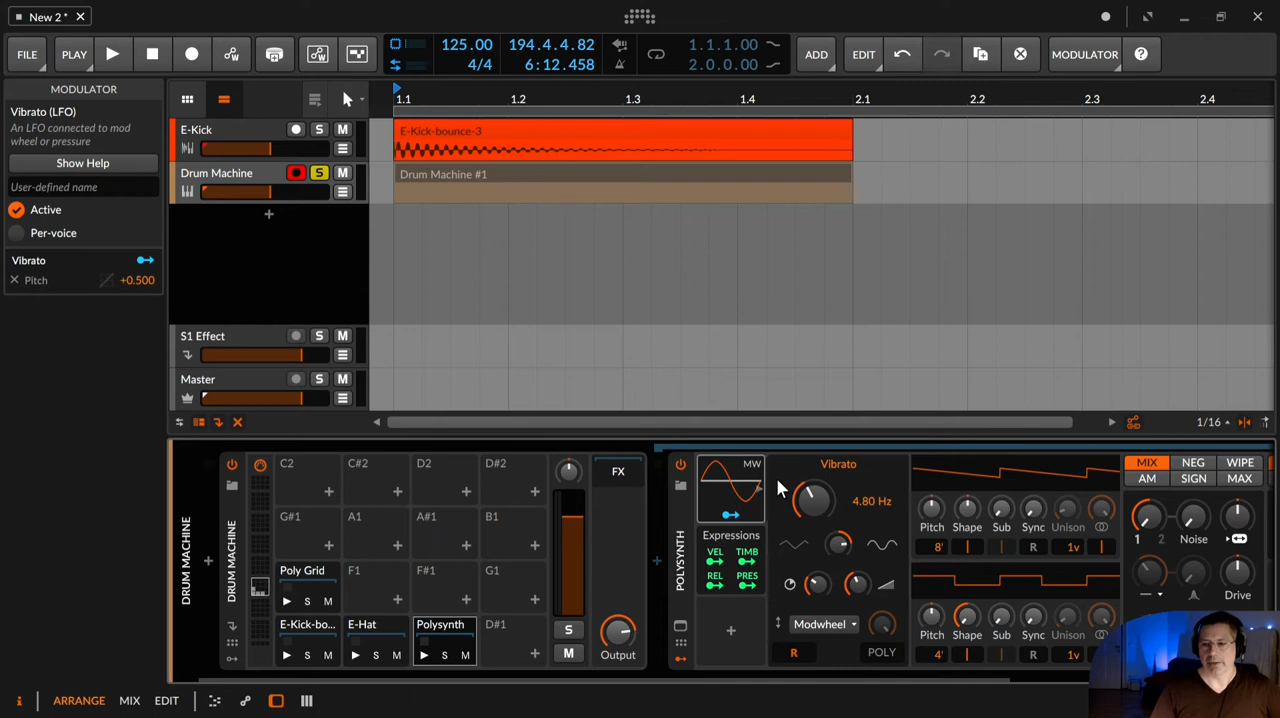 New 2*
FILE PLAY 125.00 4/4 194.4.4.82 6:12.458 1.1.1.00 2.0.0.00 ADD EDIT MODULATOR ?
MODULATOR
Vibrato (LFO)
An LFO connected to mod
wheel or pressure
Show Help
User-defined name
Active
Per-voice
Vibrato
Pitch +0.500
1.1 1.2 1.3 1.4 2.1 2.2 2.3 2.4
E-Kick S M
E-Kick-bounce-3
Drum Machine S M
Drum Machine #1
+
S1 Effect S M
Master S M
1/16
DRUM MACHINE
DRUM MACHINE
C2 C#2 D2 D#2
G#1 A1 A#1 B1
Poly Grid F1 F#1 G1
S M
E-Kick-bo... E-Hat Polysynth D#1
S M S M S M
FX
S
M
Output
POLYSYNTH
MW
Expressions
VEL TIMB
REL PRES
Vibrato
4.80 Hz
Modwheel
R POLY
Pitch Shape Sub Sync Unison
8' R 1v
Pitch Shape Sub Sync Unison
4' R 1v
MIX NEG WIPE
AM SIGN MAX
1 2 Noise
Drive
i ARRANGE MIX EDIT